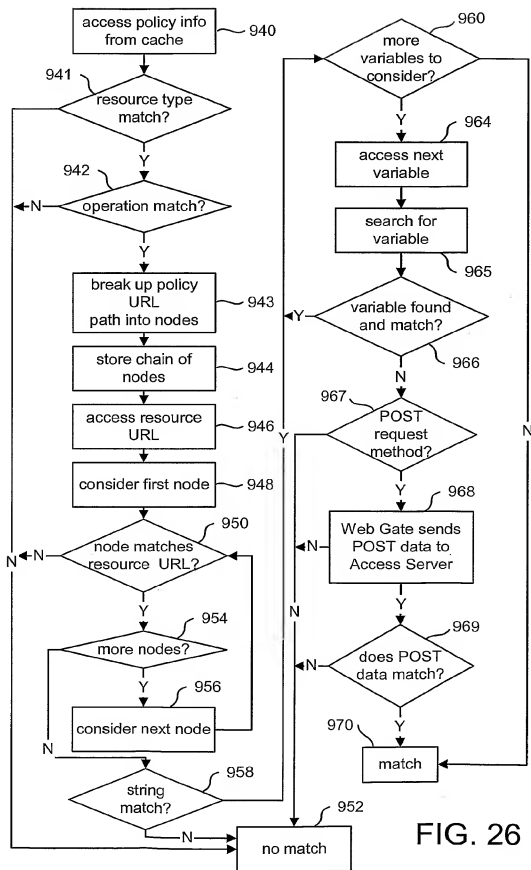 access policy info
from cache
940
941
resource type
match?
Y
942
N
operation match?
Y
break up policy
URL
path into nodes
943
store chain of
nodes
944
access resource
URL
946
consider first node
948
950
N
N
node matches
resource URL?
Y
954
more nodes?
Y
956
consider next node
N
958
string
match?
N
952
no match
Y
960
more
variables to
consider?
Y
964
access next
variable
search for
variable
965
Y
variable found
and match?
966
N
967
POST
request
method?
N
Y
968
N
Web Gate sends
POST data to
Access Server
N
Y
969
N
does POST
data match?
Y
970
match
FIG. 26